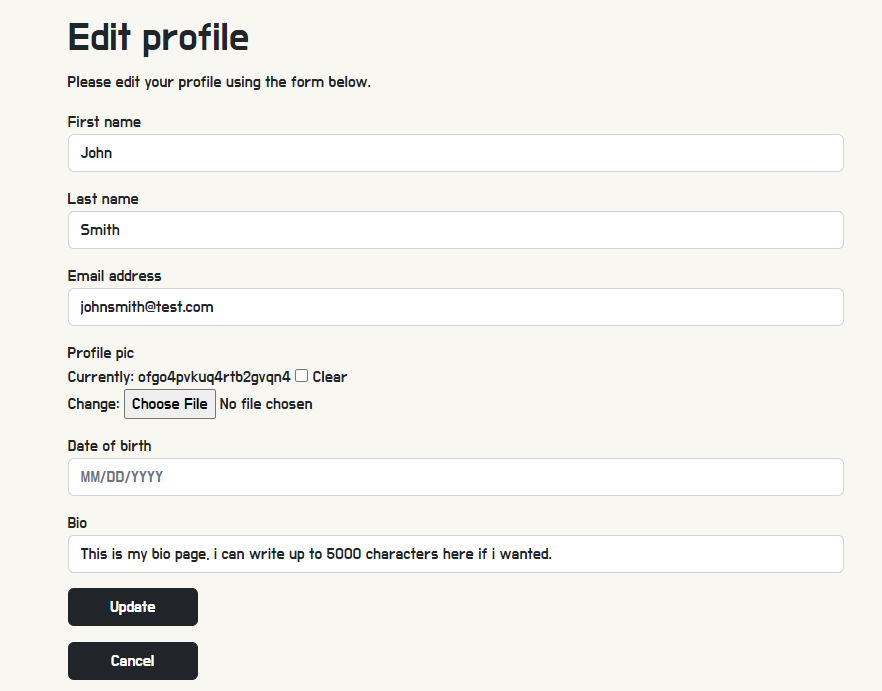 Edit profile
Please edit your profile using the form below.
First name
John
Last name
Smith
Email address
johnsmith@test.com
Profile pic
Currently: ofgo4pvkuq4rtb2gvqn4 Clear
Change: Choose File No file chosen
Date of birth
MM/DD/YYYY
Bio
This is my bio page, i can write up to 5000 characters here if i wanted.
Update
Cancel